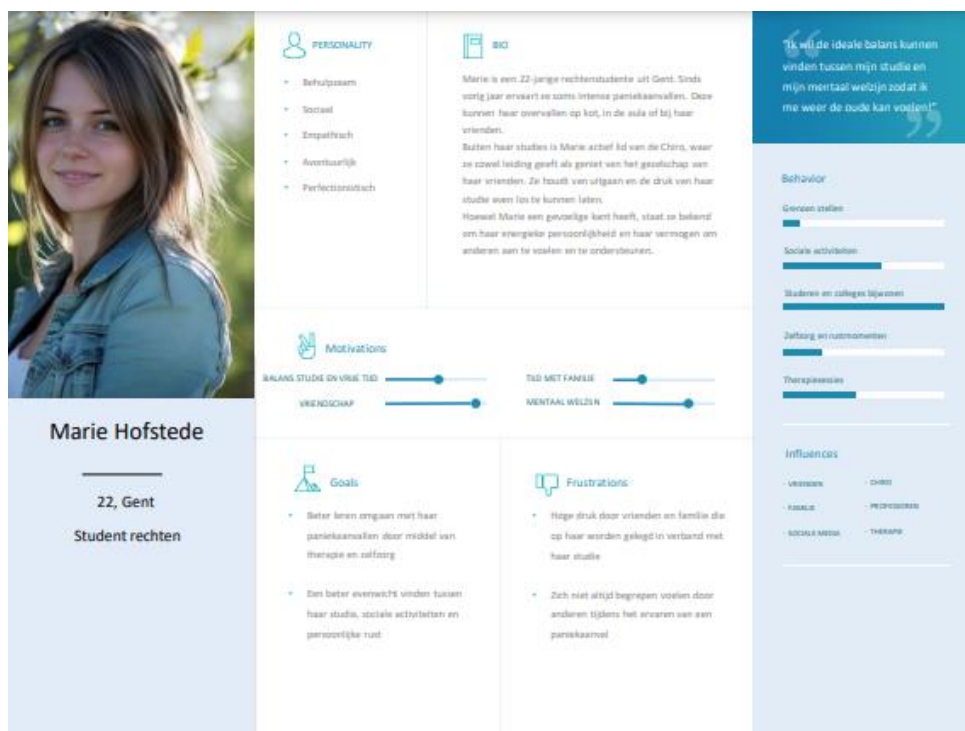 Marie Hofstede
22, Gent
Student rechten
PERSONALITY
Behulpzaam
Sociaal
Empathisch
Avontuurlijk
Perfectionistisch
BIO
Marie is een 22-jarige rechtenstudente uit Gent. Sinds
vorig jaar ervaart ze soms intense paniekaanvallen. Deze
kunnen haar overvallen op kot, in de aula of bij haar
vrienden.
Buiten haar studies is Marie actief lid van de Chiro, waar
ze zowel leiding geeft als geniet van het gezelschap van
haar vrienden. Ze houdt van uitgaan en de druk van haar
studie even los te kunnen laten.
Hoewel Marie een gevoelige kant heeft, staat ze bekend
om haar energieke persoonlijkheid en haar vermogen om
anderen aan te voelen en te ondersteunen.
Motivations
BALANS STUDIE EN VRIJE TIJD
VRIENDSCHAP
TIJD MET FAMILIE
MENTAAL WELZIJN
Goals
Beter leren omgaan met haar
paniekaanvallen door middel van
therapie en zelfzorg
Een beter evenwicht vinden tussen
haar studie, sociale activiteiten en
persoonlijke rust
Frustrations
Hoge druk door vrienden en familie die
op haar worden gelegd in verband met
haar studie
Zich niet altijd begrepen voelen door
anderen tijdens het ervaren van een
paniekaanval
"Ik wil de ideale balans kunnen
vinden tussen mijn studie en
mijn mentaal welzijn zodat ik
me weer de oude kan voelen!"
Behavior
Grenzen stellen
Sociale activiteiten
Studeren en colleges bijwonen
Zelfzorg en rustmomenten
Therapiesessies
Influences
- VRIENDEN
- CHIRO
- FAMILIE
- PROFESSOREN
- SOCIALE MEDIA
- THERAPIE